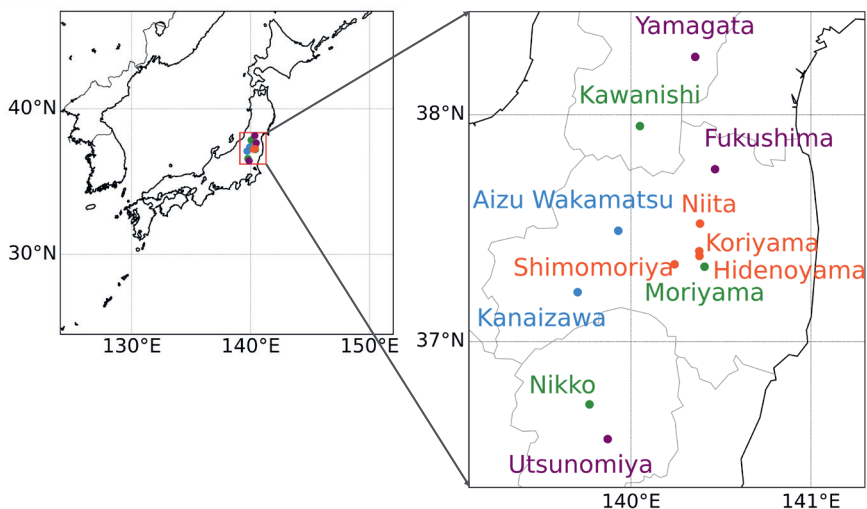 40°N
30°N
130°E
140°E
150°E
38°N
37°N
140°E
141°E
Yamagata
Kawanishi
Fukushima
Aizu Wakamatsu
Niita
Koriyama
Shimomoriya
Hidenoyama
Moriyama
Kanaizawa
Nikko
Utsunomiya